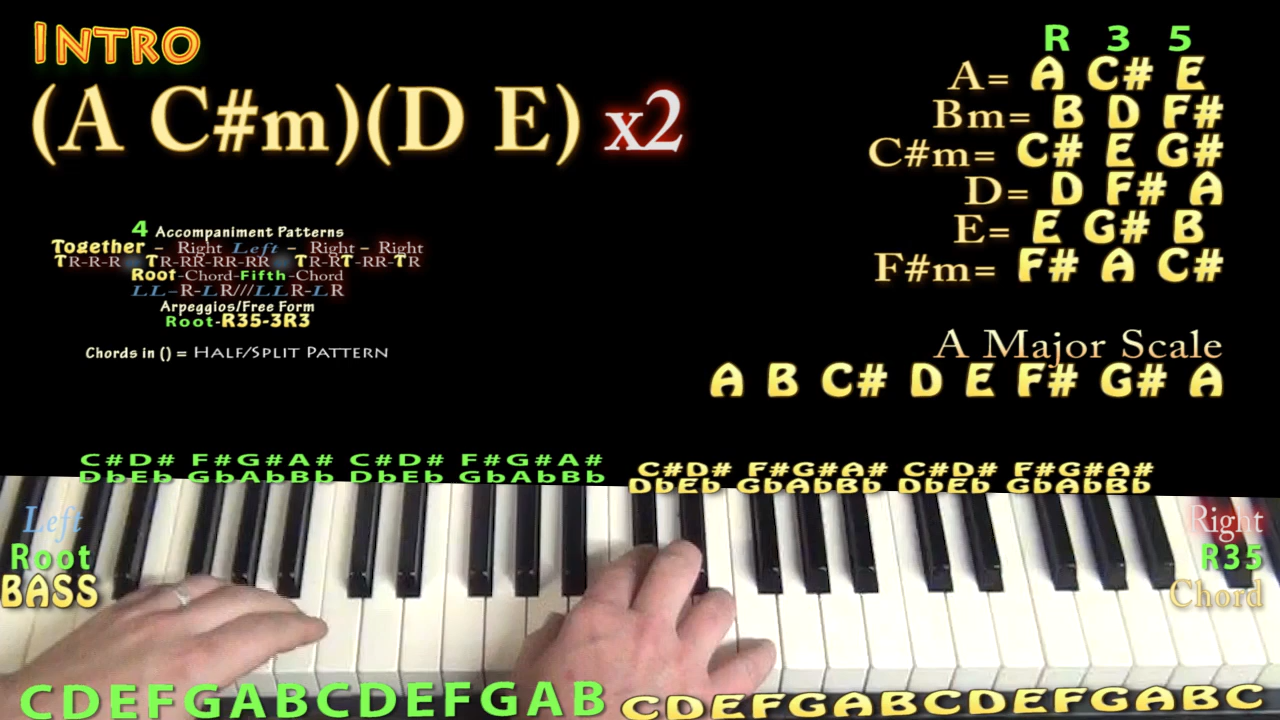 INTRO
(A C#m)(D E) x2
4 Accompaniment Patterns
Together – Right Left – Right – Right
TR-R-R TR-RR-RR-RR TR-RT-RR-TR
Root-Chord-Fifth-Chord
LL-R-LR///LLR-LR
Arpeggios/Free Form
Root-R35-3R3
Chords in () = HALF/SPLIT PATTERN
R 3 5
A= A C# E
Bm= B D F#
C#m= C# E G#
D= D F# A
E= E G# B
F#m= F# A C#
A Major Scale
A B C# D E F# G# A
C#D# F#G#A# C#D# F#G#A#
DbEb GbAbBb DbEb GbAbBb
C#D# F#G#A# C#D# F#G#A#
DbEb GbAbBb DbEb GbAbBb
Left
Root
BASS
Right
R35
Chord
CDEFGABCDEFGAB
CDEFGABCDEFGABC